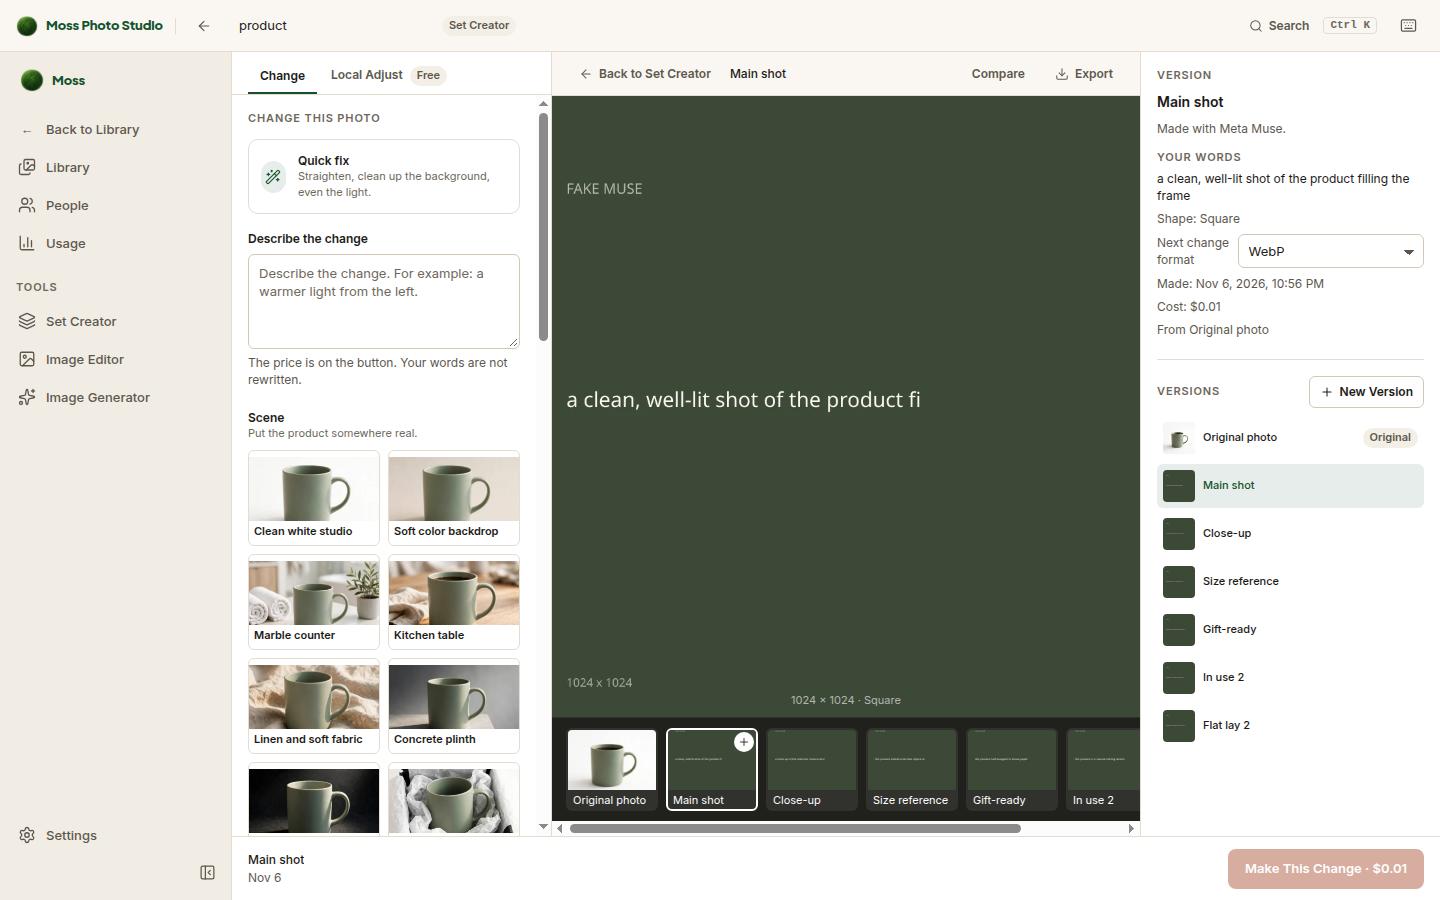 Moss Photo Studio
product
Set Creator
Search
Ctrl K
Moss
← Back to Library
Library
People
Usage
TOOLS
Set Creator
Image Editor
Image Generator
Settings
Change
Local Adjust Free
CHANGE THIS PHOTO
Quick fix
Straighten, clean up the background,
even the light.
Describe the change
Describe the change. For example: a
warmer light from the left.
The price is on the button. Your words are not
rewritten.
Scene
Put the product somewhere real.
Clean white studio
Soft color backdrop
Marble counter
Kitchen table
Linen and soft fabric
Concrete plinth
Back to Set Creator
Main shot
Compare
Export
FAKE MUSE
a clean, well-lit shot of the product fi
1024 x 1024
1024 × 1024 · Square
Original photo
Main shot
Close-up
Size reference
Gift-ready
In use 2
VERSION
Main shot
Made with Meta Muse.
YOUR WORDS
a clean, well-lit shot of the product filling the
frame
Shape: Square
Next change
format
WebP
Made: Nov 6, 2026, 10:56 PM
Cost: $0.01
From Original photo
VERSIONS
+ New Version
Original photo
Original
Main shot
Close-up
Size reference
Gift-ready
In use 2
Flat lay 2
Main shot
Nov 6
Make This Change · $0.01